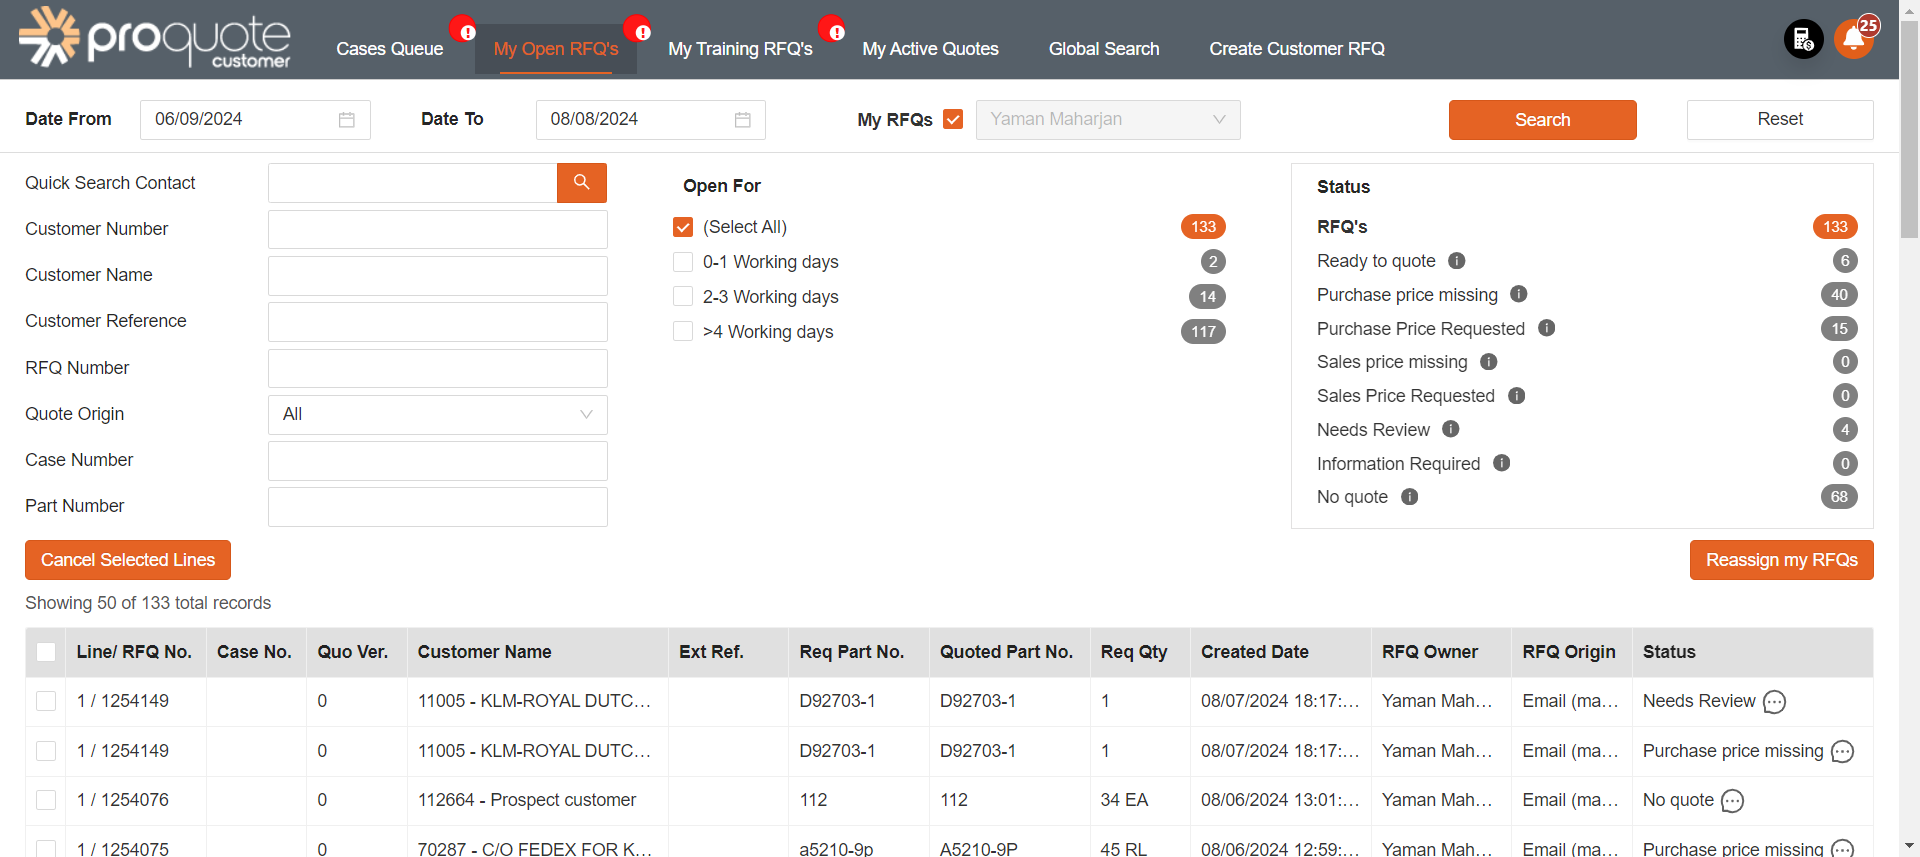 proquote
customer
Cases Queue
My Open RFQ's
My Training RFQ's
My Active Quotes
Global Search
Create Customer RFQ
25
Date From
06/09/2024
Date To
08/08/2024
My RFQs
Yaman Maharjan
Search
Reset
Quick Search Contact
Customer Number
Customer Name
Customer Reference
RFQ Number
Quote Origin
All
Case Number
Part Number
Open For
(Select All) 133
0-1 Working days 2
2-3 Working days 14
>4 Working days 117
Status
RFQ's 133
Ready to quote 6
Purchase price missing 40
Purchase Price Requested 15
Sales price missing 0
Sales Price Requested 0
Needs Review 4
Information Required 0
No quote 68
Cancel Selected Lines
Reassign my RFQs
Showing 50 of 133 total records
Line/ RFQ No. Case No. Quo Ver. Customer Name Ext Ref. Req Part No. Quoted Part No. Req Qty Created Date RFQ Owner RFQ Origin Status
1 / 1254149 0 11005 - KLM-ROYAL DUTC... D92703-1 D92703-1 1 08/07/2024 18:17:... Yaman Mah... Email (ma... Needs Review
1 / 1254149 0 11005 - KLM-ROYAL DUTC... D92703-1 D92703-1 1 08/07/2024 18:17:... Yaman Mah... Email (ma... Purchase price missing
1 / 1254076 0 112664 - Prospect customer 112 112 34 EA 08/06/2024 13:01:... Yaman Mah... Email (ma... No quote
1 / 1254075 0 70287 - C/O FEDEX FOR K... a5210-9p A5210-9P 45 RL 08/06/2024 12:59:... Yaman Mah... Email (ma... Purchase price missing